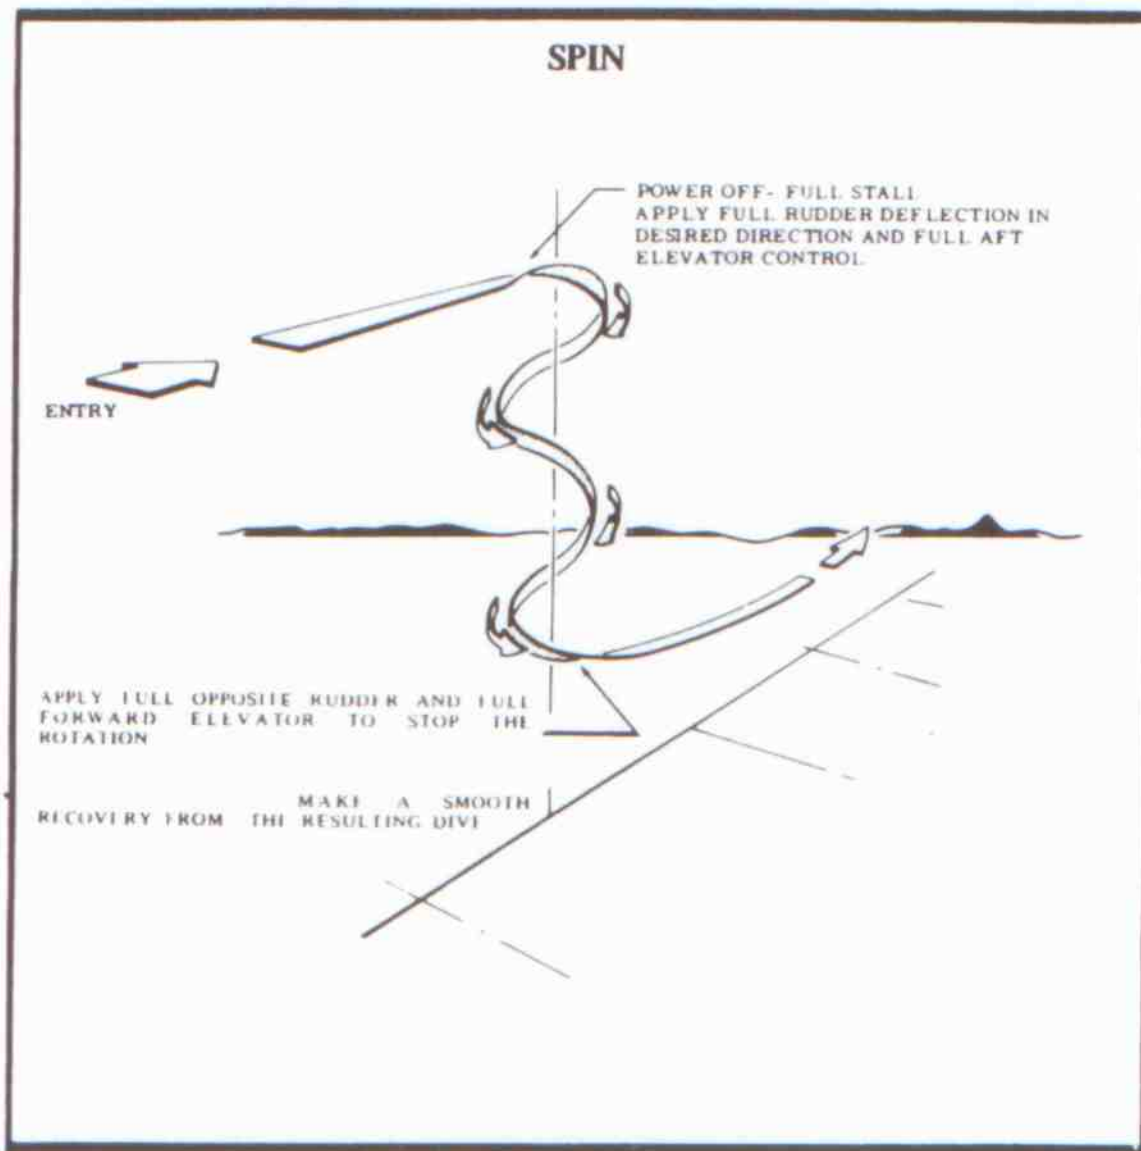 SPIN
POWER OFF- FULL STALL
APPLY FULL RUDDER DEFLECTION IN
DESIRED DIRECTION AND FULL AFT
ELEVATOR CONTROL
ENTRY
APPLY FULL OPPOSITE RUDDER AND FULL
FORWARD ELEVATOR TO STOP THE
ROTATION
MAKE A SMOOTH
RECOVERY FROM THE RESULTING DIVE